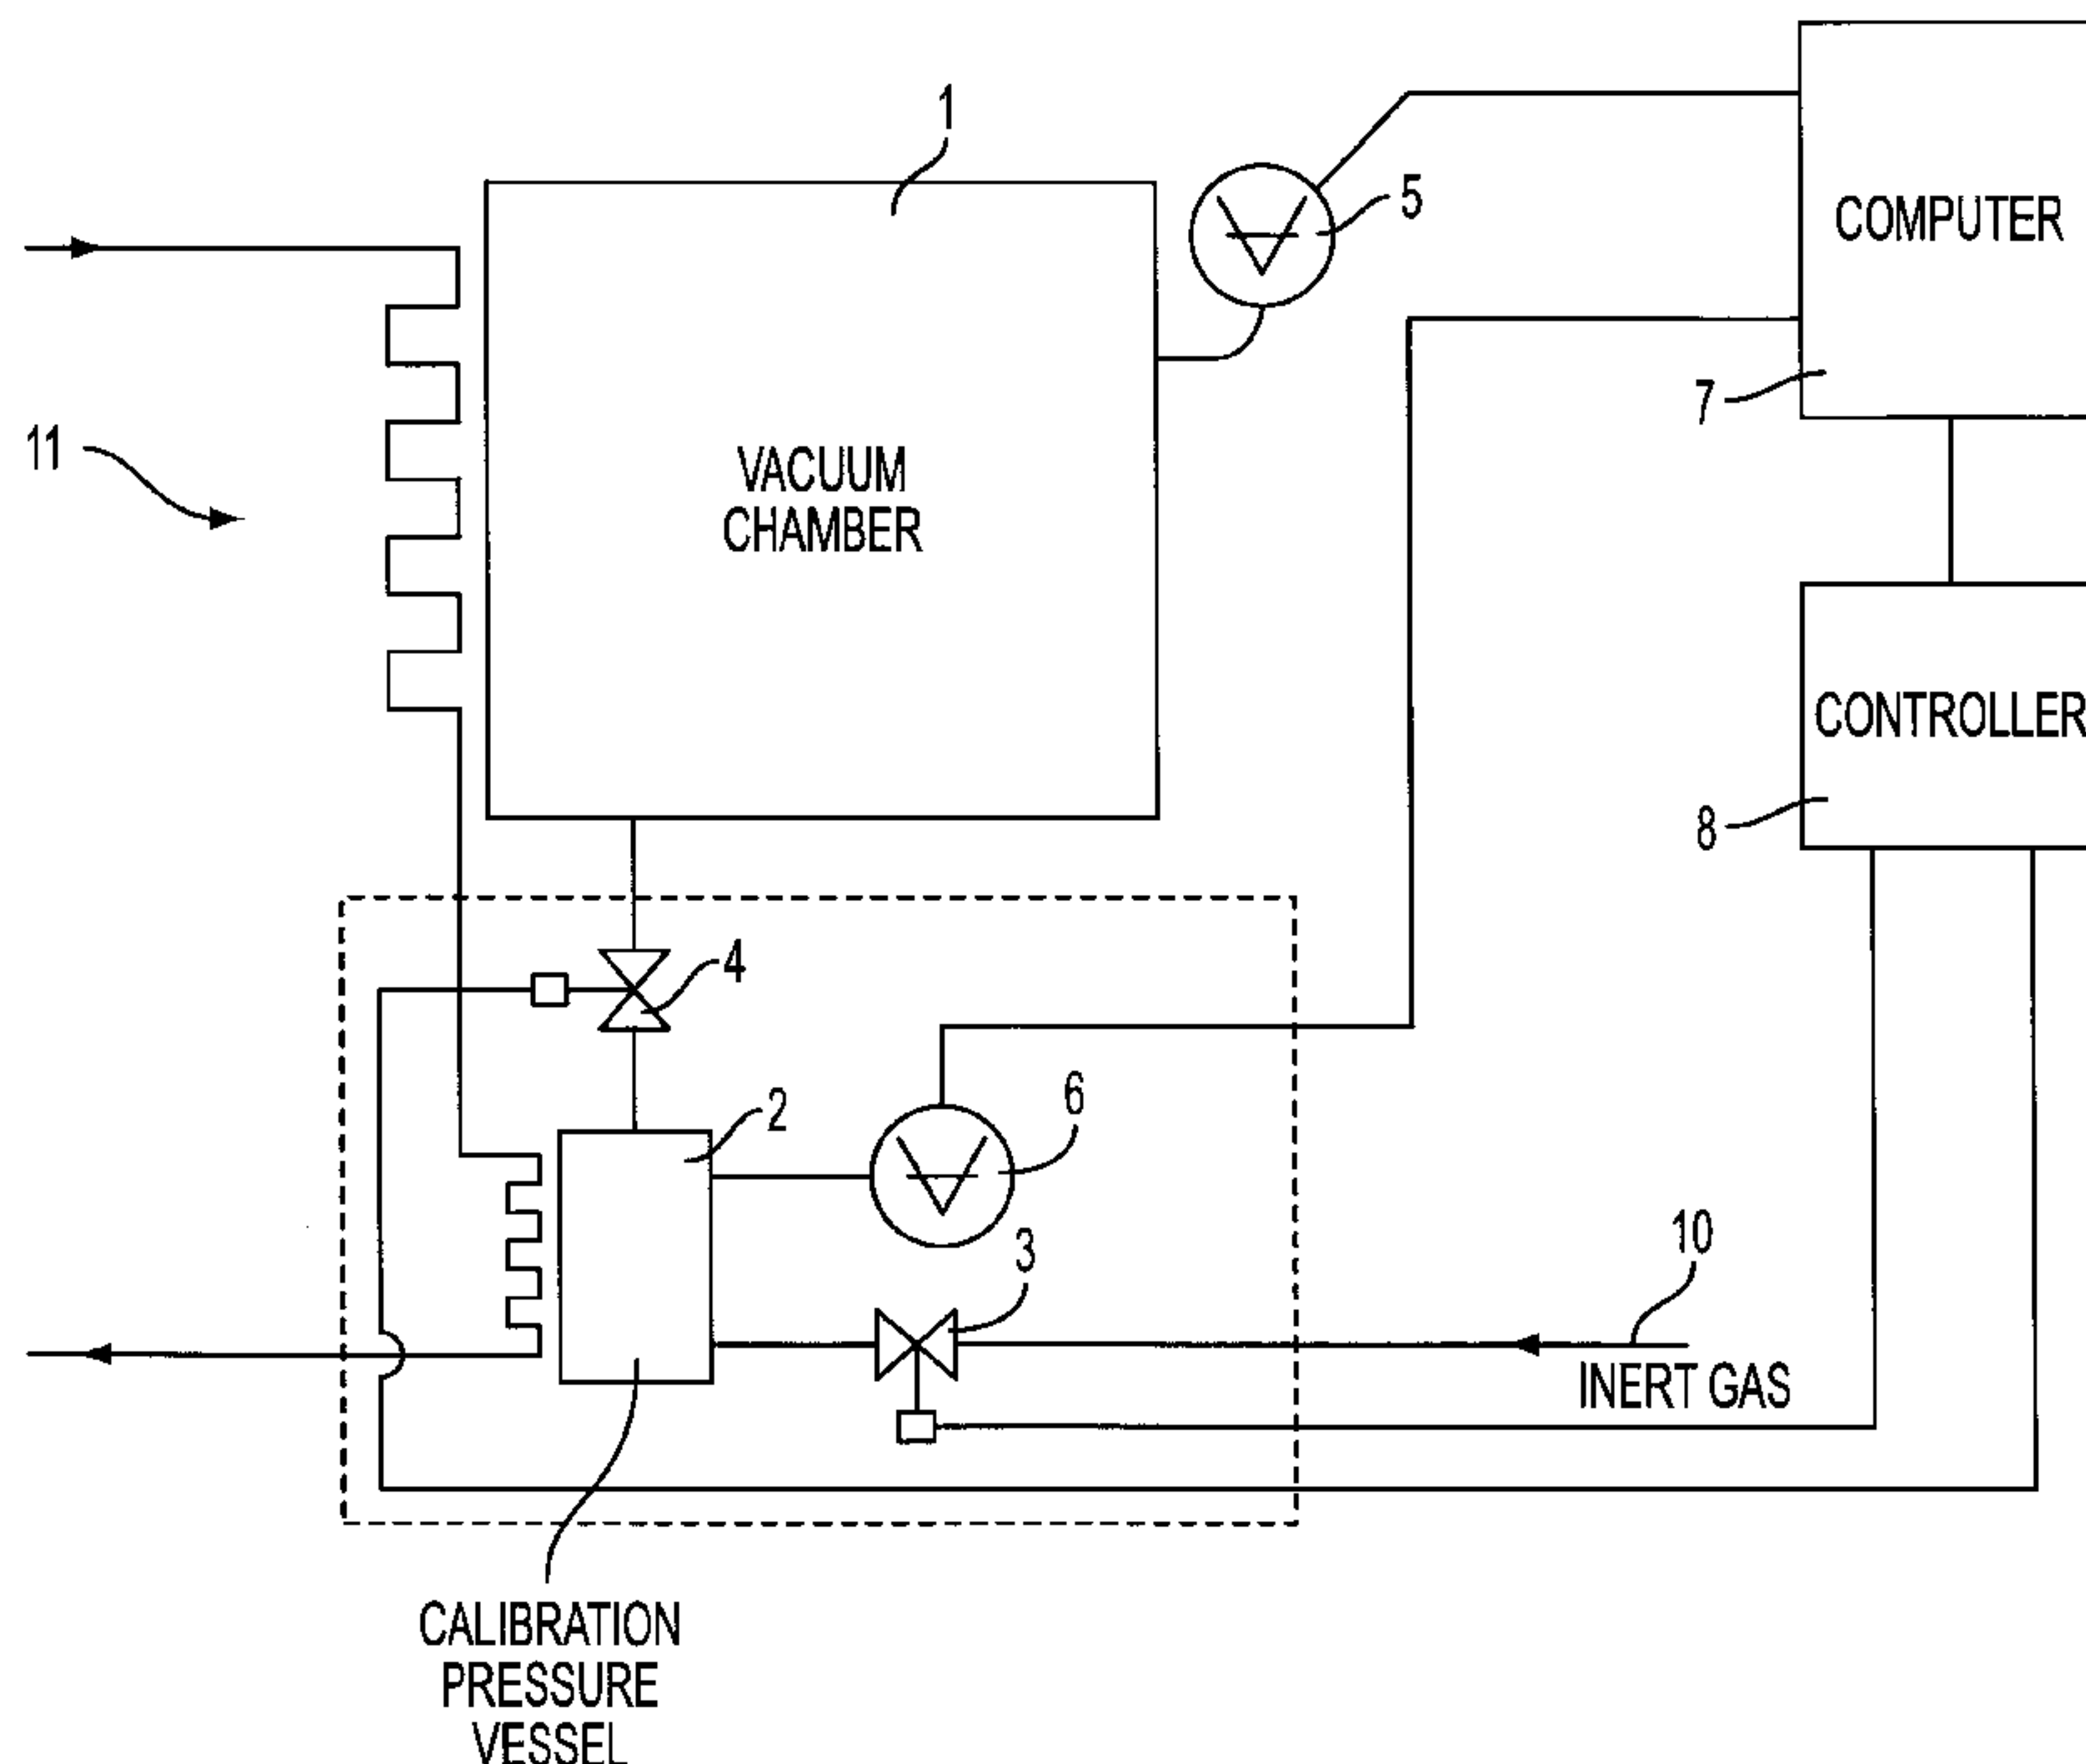 1
5
COMPUTER
7
11
VACUUM
CHAMBER
CONTROLLER
8
4
2
6
3
10
INERT GAS
CALIBRATION
PRESSURE
VESSEL